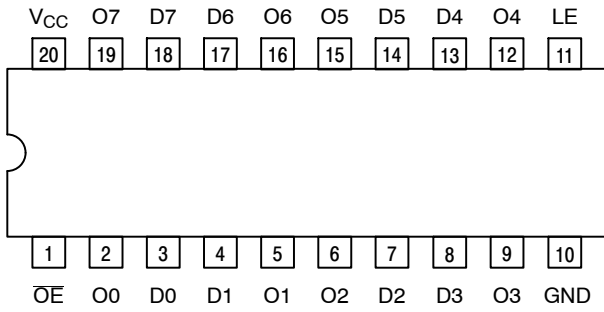 VCC O7 D7 D6 O6 O5 D5 D4 O4 LE
20 19 18 17 16 15 14 13 12 11
1 2 3 4 5 6 7 8 9 10
O̅E̅ O0 D0 D1 O1 O2 D2 D3 O3 GND